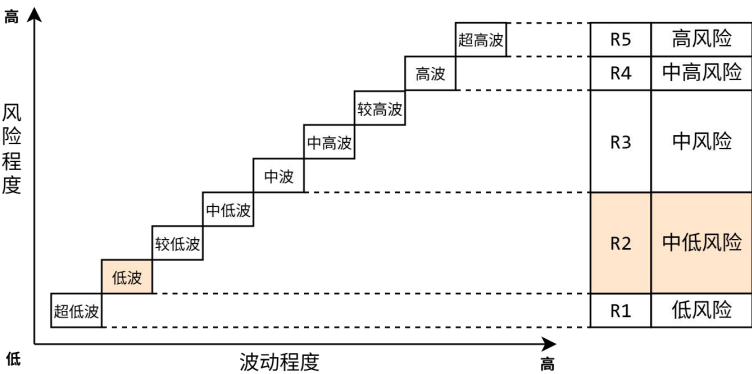 高
风险程度
低
超高波
高波
较高波
中高波
中波
中低波
较低波
低波
超低波
波动程度
高
R5 高风险
R4 中高风险
R3 中风险
R2 中低风险
R1 低风险